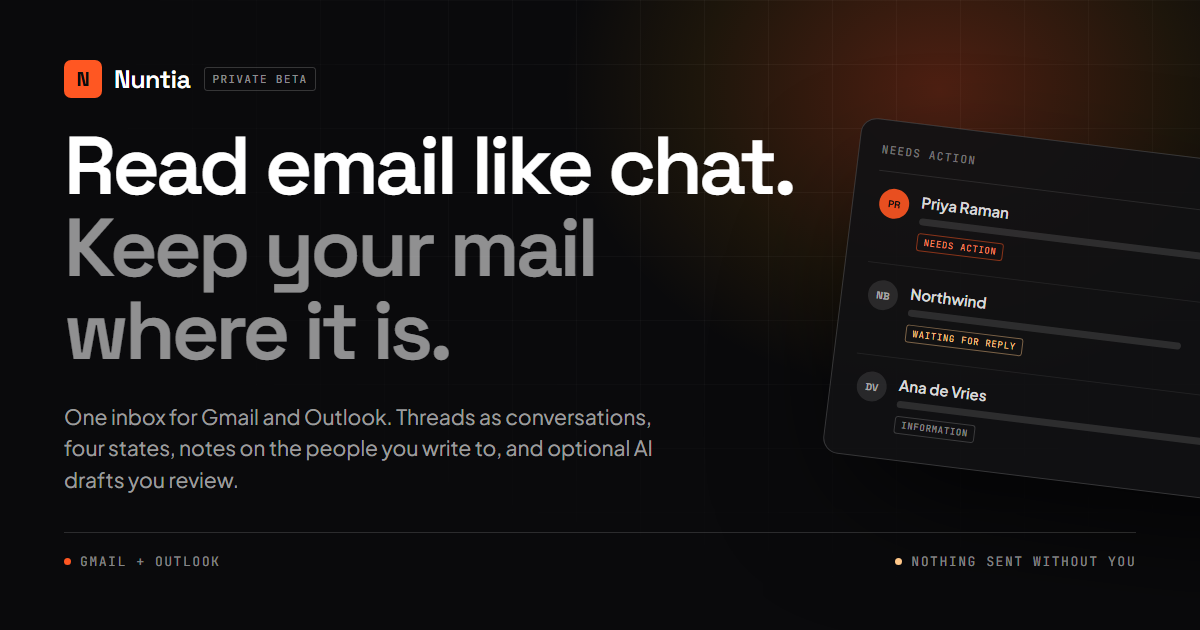 N Nuntia PRIVATE BETA
Read email like chat.
Keep your mail
where it is.
One inbox for Gmail and Outlook. Threads as conversations,
four states, notes on the people you write to, and optional AI
drafts you review.
NEEDS ACTION
PR Priya Raman
NEEDS ACTION
NB Northwind
WAITING FOR REPLY
DV Ana de Vries
INFORMATION
GMAIL + OUTLOOK
NOTHING SENT WITHOUT YOU